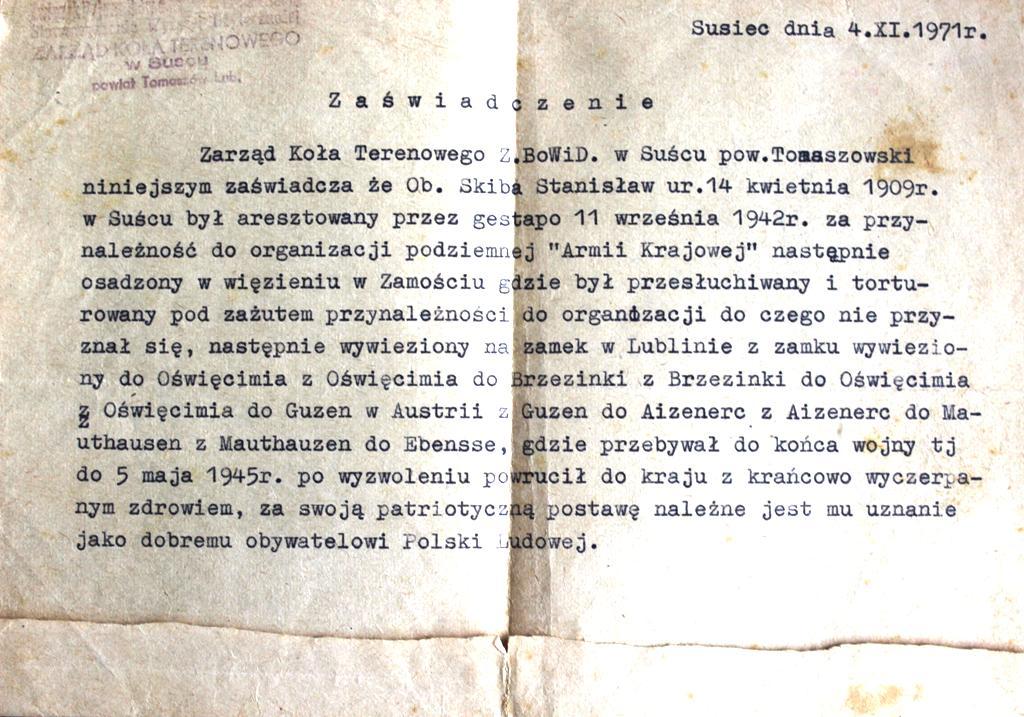 ZARZĄD KOŁA TERENOWEGO
w Suscu
powiat Tomaszów Lub.
Susiec dnia 4.XI.1971r.
Zaświadczenie
Zarząd Koła Terenowego Z.BoWiD. w Suścu pow.Tomaszowski
niniejszym zaświadcza że Ob. Skiba Stanisław ur.14 kwietnia 1909r.
w Suścu był aresztowany przez gestapo 11 września 1942r. za przy-
należność do organizacji podziemnej "Armii Krajowej" następnie
osadzony w więzieniu w Zamościu gdzie był przesłuchiwany i tortu-
rowany pod zażutem przynależności do organizacji do czego nie przy-
znał się, następnie wywieziony na zamek w Lublinie z zamku wywiezio-
ny do Oświęcimia z Oświęcimia do Brzezinki z Brzezinki do Oświęcimia
z Oświęcimia do Guzen w Austrii z Guzen do Aizenerc z Aizenerc do Ma-
uthausen z Mauthauzen do Ebensse, gdzie przebywał do końca wojny tj
do 5 maja 1945r. po wyzwoleniu powrucił do kraju z krańcowo wyczerpa-
nym zdrowiem, za swoją patriotyczną postawę należne jest mu uznanie
jako dobremu obywatelowi Polski Ludowej.